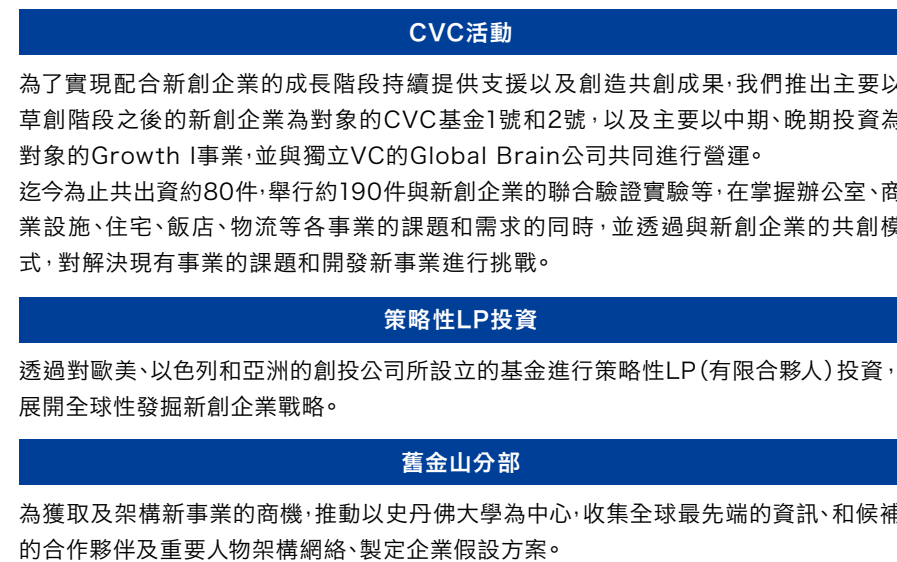 CVC活動
為了實現配合新創企業的成長階段持續提供支援以及創造共創成果，我們推出主要以
草創階段之後的新創企業為對象的CVC基金1號和2號，以及主要以中期、晚期投資為
對象的Growth I事業，並與獨立VC的Global Brain公司共同進行營運。
迄今為止共出資約80件，舉行約190件與新創企業的聯合驗證實驗等，在掌握辦公室、商
業設施、住宅、飯店、物流等各事業的課題和需求的同時，並透過與新創企業的共創模
式，對解決現有事業的課題和開發新事業進行挑戰。
策略性LP投資
透過對歐美、以色列和亞洲的創投公司所設立的基金進行策略性LP（有限合夥人）投資，
展開全球性發掘新創企業戰略。
舊金山分部
為獲取及架構新事業的商機，推動以史丹佛大學為中心，收集全球最先端的資訊、和候補
的合作夥伴及重要人物架構網絡、製定企業假設方案。